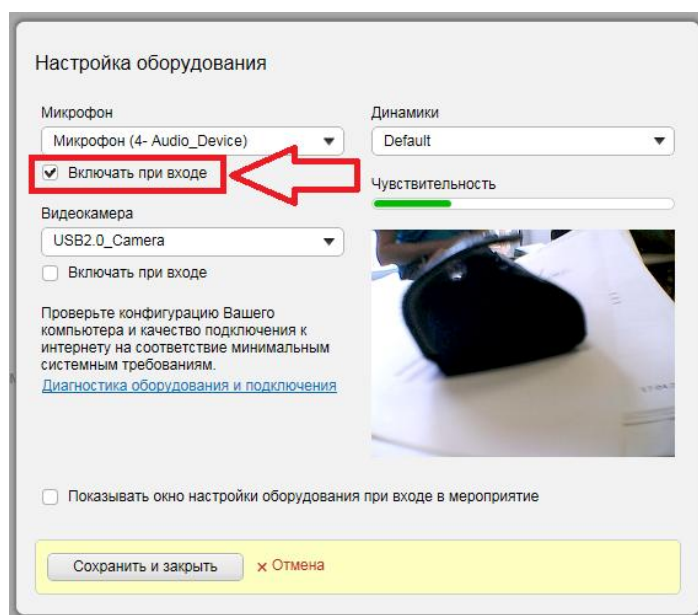 Настройка оборудования
Микрофон
Микрофон (4- Audio_Device)
Включать при входе
Видеокамера
USB2.0_Camera
Включать при входе
Проверьте конфигурацию Вашего
компьютера и качество подключения к
интернету на соответствие минимальным
системным требованиям.
Диагностика оборудования и подключения
Динамики
Default
Чувствительность
Показывать окно настройки оборудования при входе в мероприятие
Сохранить и закрыть
× Отмена